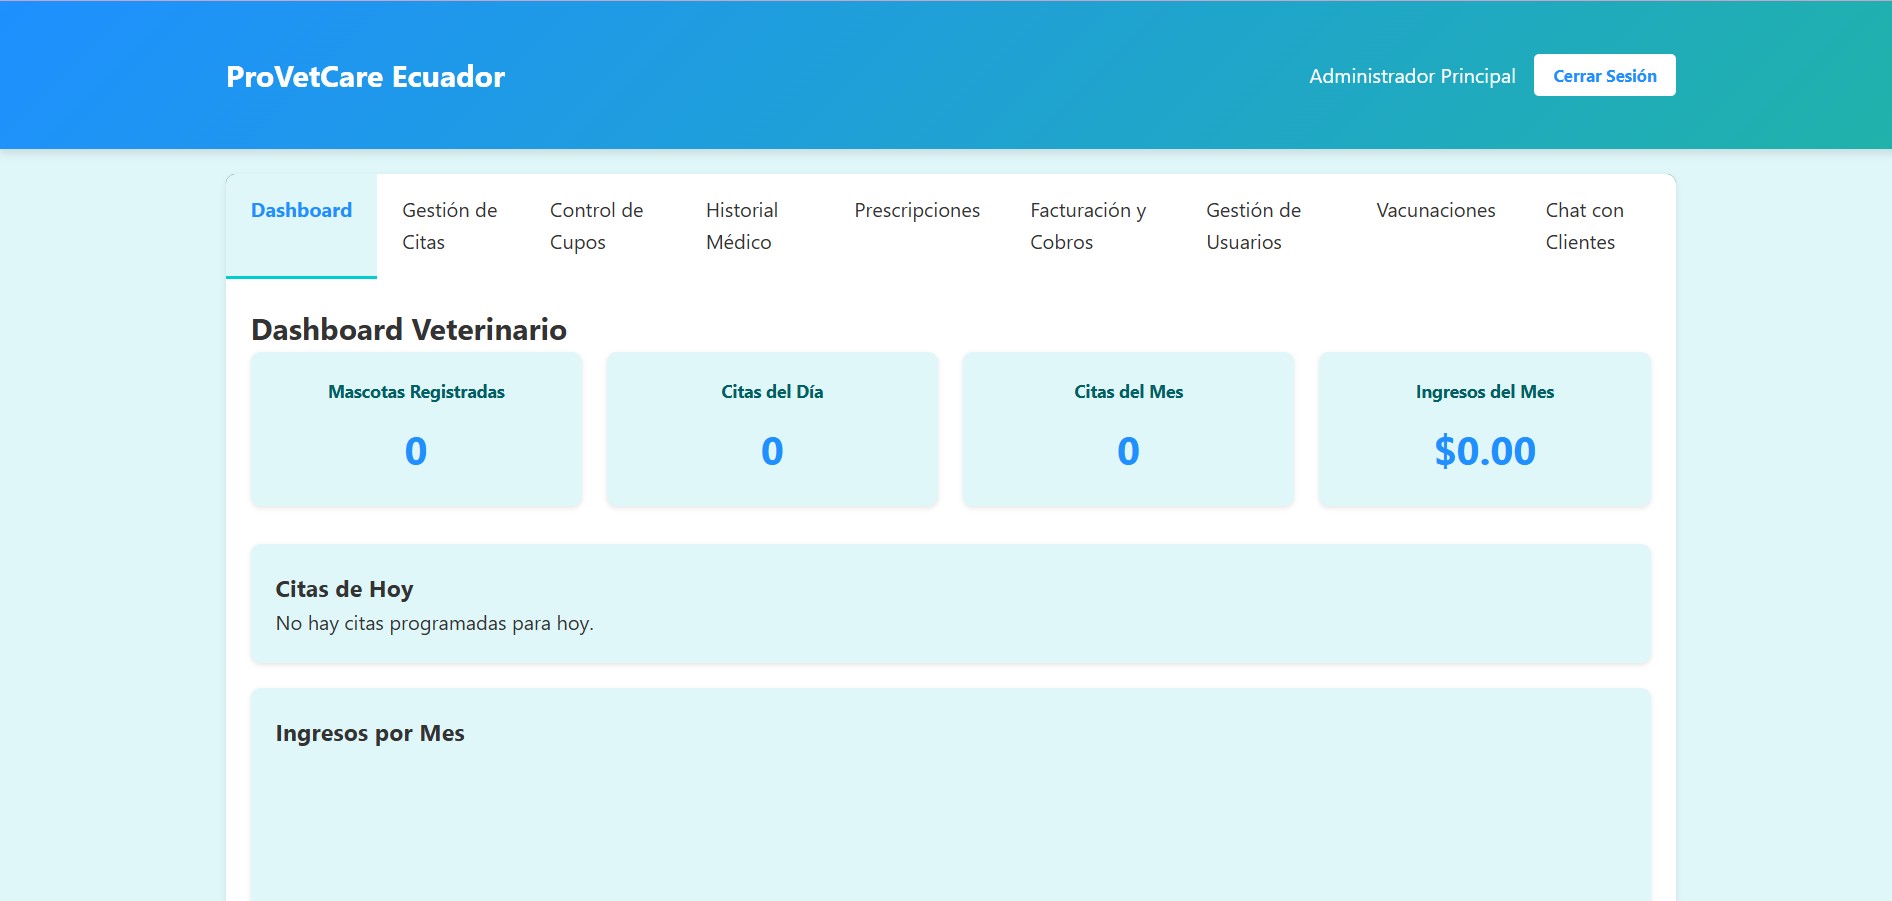 ProVetCare Ecuador
Administrador Principal
Cerrar Sesión
Dashboard
Gestión de
Citas
Control de
Cupos
Historial
Médico
Prescripciones
Facturación y
Cobros
Gestión de
Usuarios
Vacunaciones
Chat con
Clientes
Dashboard Veterinario
Mascotas Registradas
0
Citas del Día
0
Citas del Mes
0
Ingresos del Mes
$0.00
Citas de Hoy
No hay citas programadas para hoy.
Ingresos por Mes